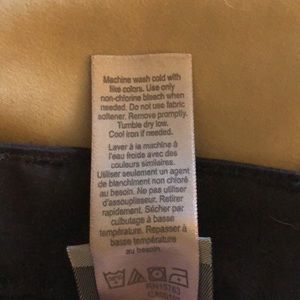 Machine wash cold with
like colors. Use only
non-chlorine bleach when
needed. Do not use fabric
softener. Remove promptly.
Tumble dry low.
Cool iron if needed.
Laver à la machine à
l'eau froide avec des
couleurs similaires.
Utiliser seulement un agent
de blanchiment non chloré
au besoin. Ne pas utiliser
d'assouplisseur. Retirer
rapidement. Sécher par
culbutage à basse
température. Repasser à
basse température
au besoin.
RN15763